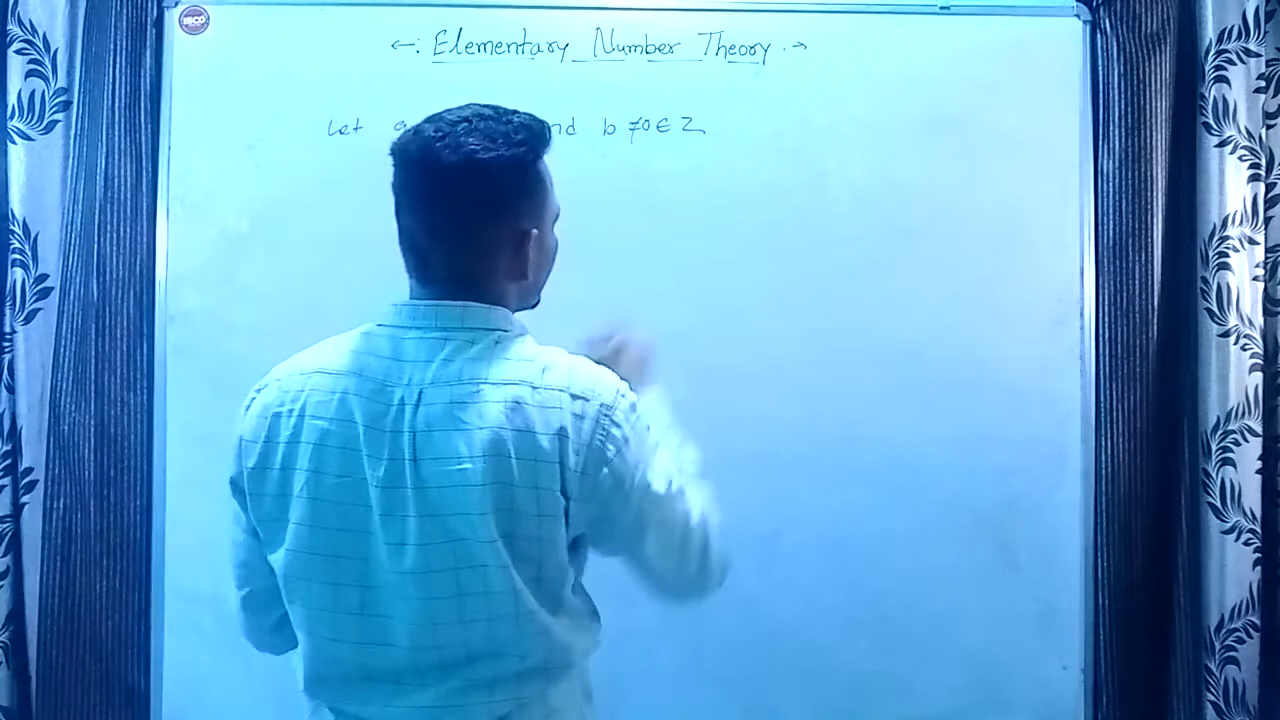 ←: Elementary Number Theory :→
Let a nd b ≠0 ∈ Z